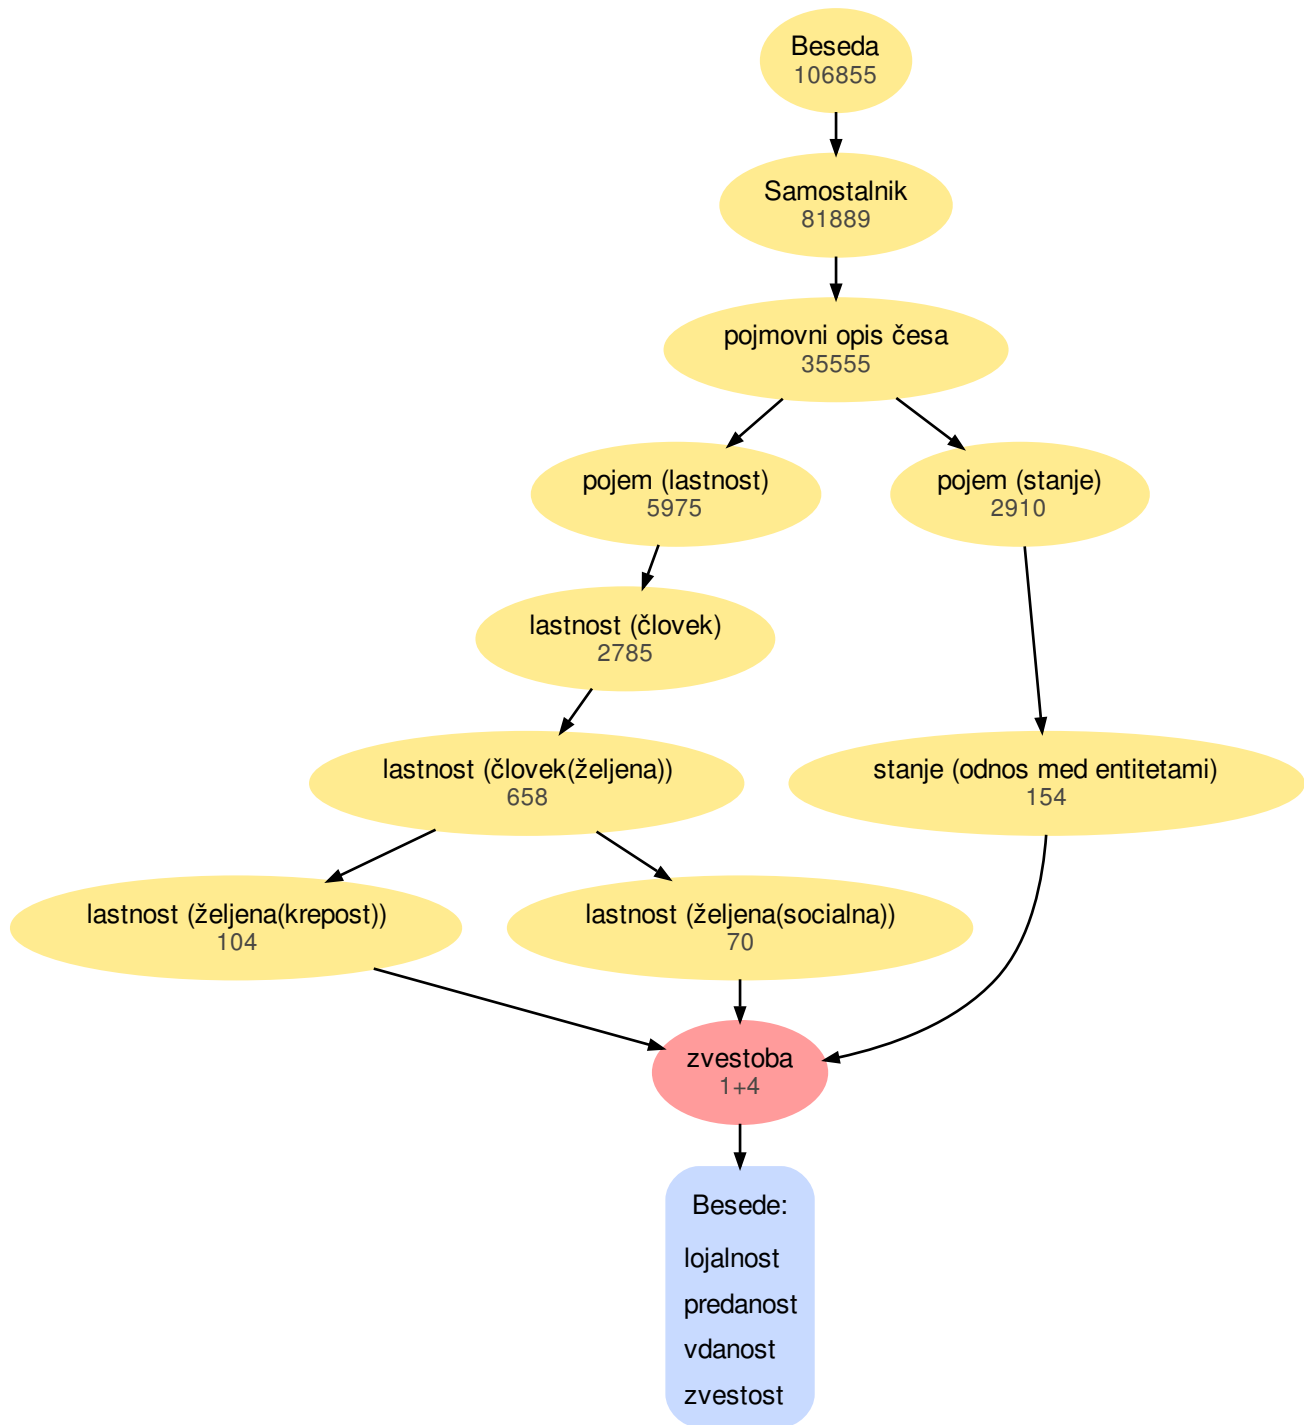 Beseda
106855
Samostalnik
81889
pojmovni opis česa
35555
pojem (lastnost)
5975
pojem (stanje)
2910
lastnost (človek)
2785
lastnost (človek(željena))
658
stanje (odnos med entitetami)
154
lastnost (željena(krepost))
104
lastnost (željena(socialna))
70
zvestoba
1+4
Besede:
lojalnost
predanost
vdanost
zvestost